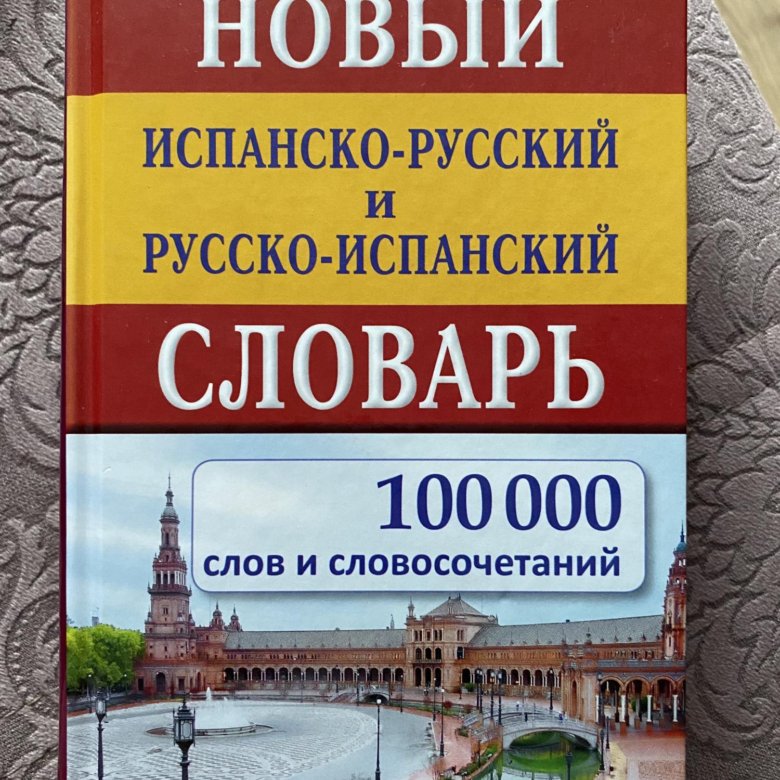 НОВЫЙ
ИСПАНСКО-РУССКИЙ
и
РУССКО-ИСПАНСКИЙ
СЛОВАРЬ
100 000
слов и словосочетаний